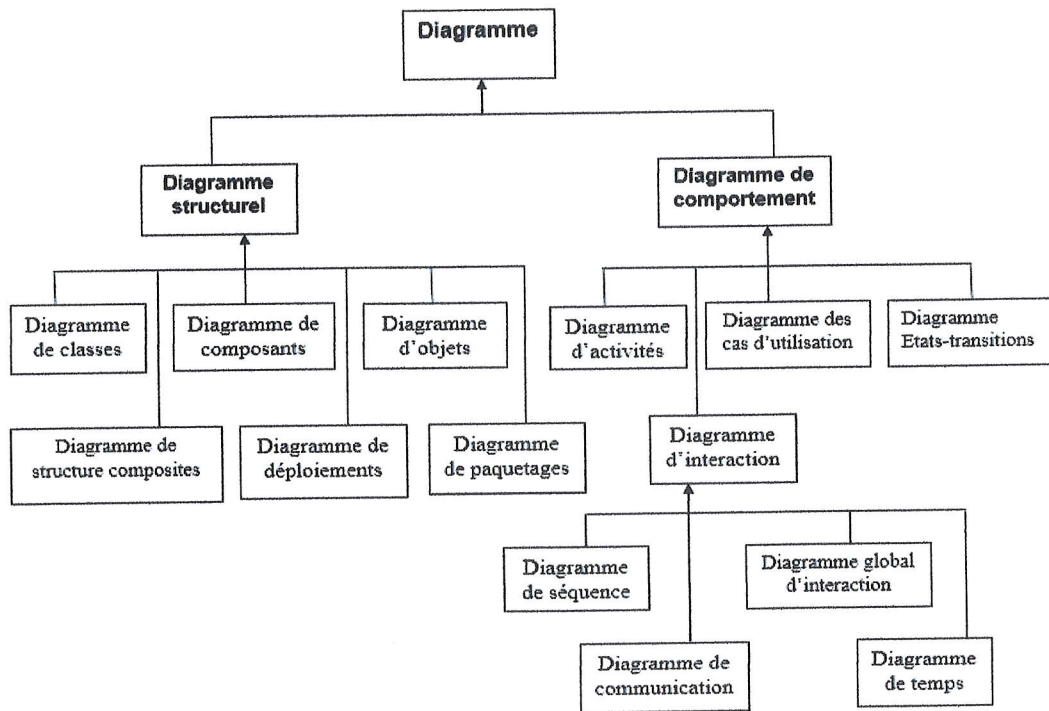 Diagramme
Diagramme
structurel
Diagramme de
comportement
Diagramme
de classes
Diagramme de
composants
Diagramme
d'objets
Diagramme
d'activités
Diagramme des
cas d'utilisation
Diagramme
Etats-transitions
Diagramme de
structure composites
Diagramme de
déploiements
Diagramme
de paquetages
Diagramme
d'interaction
Diagramme
de séquence
Diagramme global
d'interaction
Diagramme de
communication
Diagramme
de temps